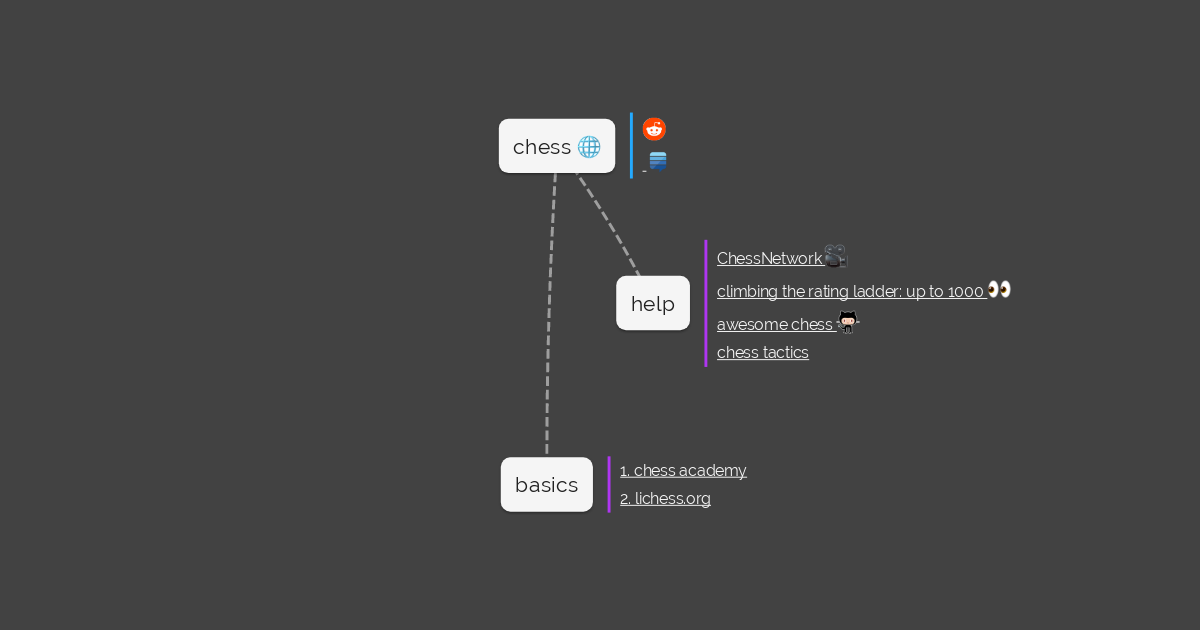 chess
help
ChessNetwork
climbing the rating ladder: up to 1000
awesome chess
chess tactics
basics
1. chess academy
2. lichess.org